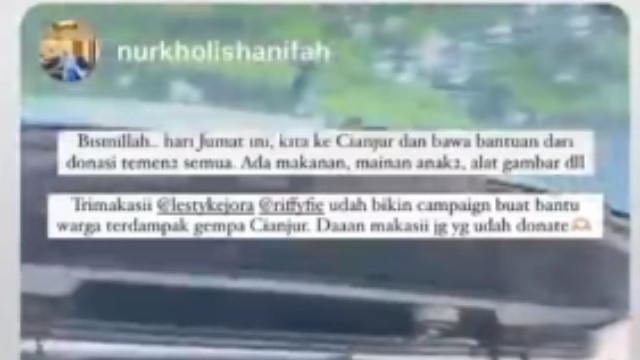 nurkholishanifah
Bismillah.. hari Jumat ini, kita ke Cianjur dan bawa bantuan dari
donasi temen2 semua. Ada makanan, mainan anak2, alat gambar dll
Trimakasii @lestykejora @riffyfie udah bikin campaign buat bantu
warga terdampak gempa Cianjur. Daaan makasii jg yg udah donate🫶